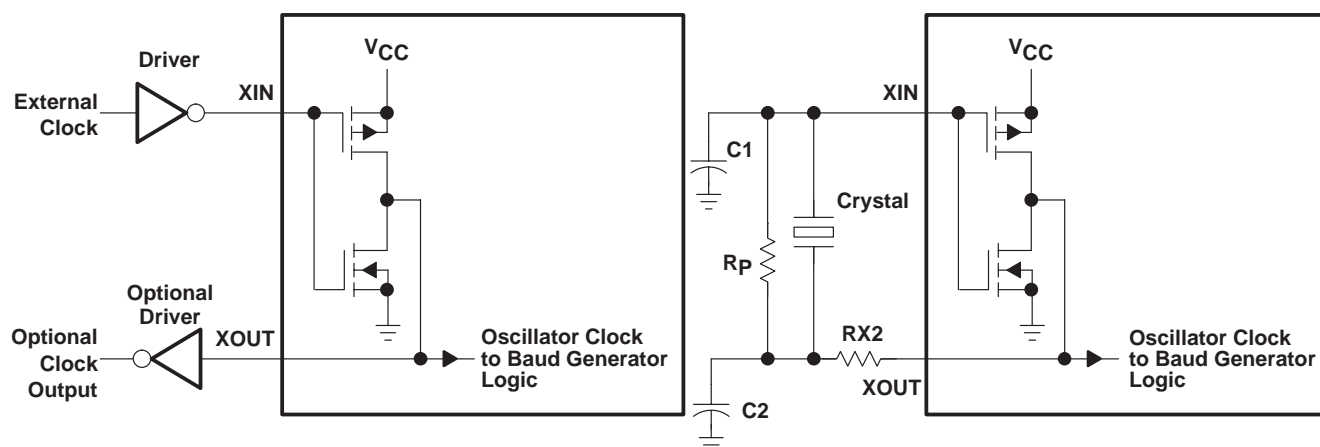 Driver
External
Clock
XIN
VCC
Optional
Driver
Optional
Clock
Output
XOUT
Oscillator Clock
to Baud Generator
Logic
VCC
XIN
C1
Crystal
RP
RX2
XOUT
C2
Oscillator Clock
to Baud Generator
Logic